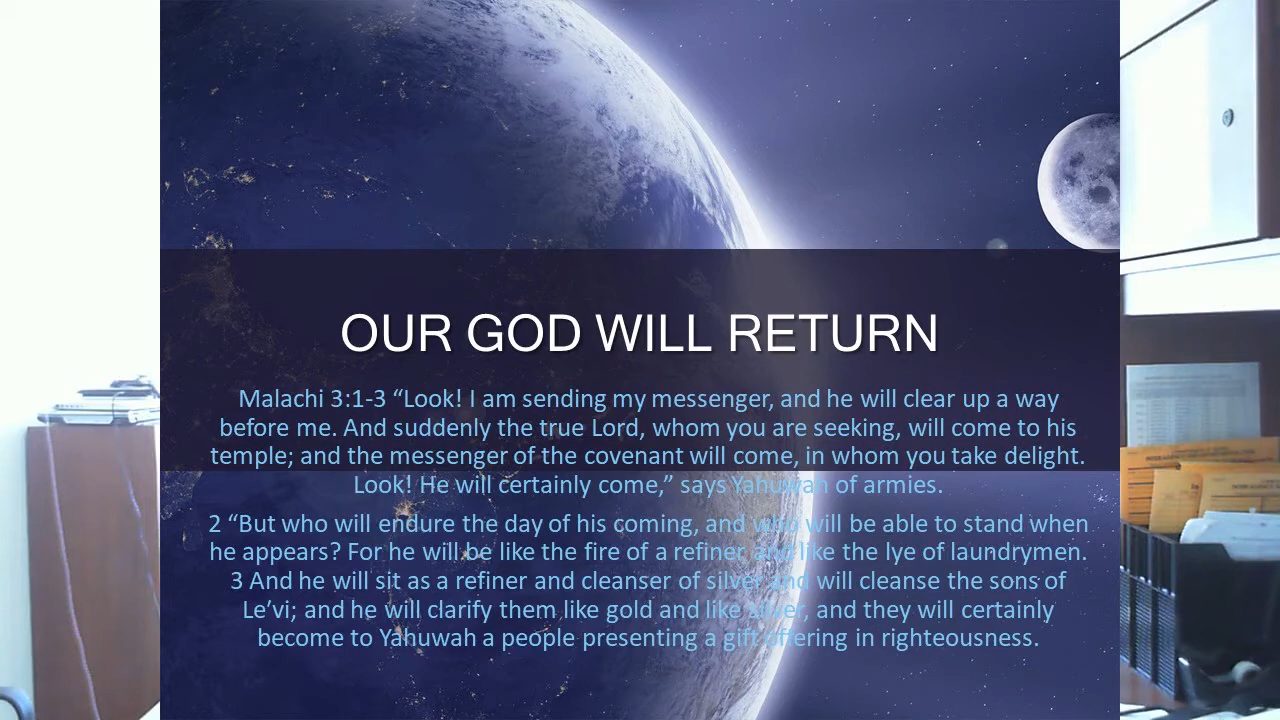 OUR GOD WILL RETURN
Malachi 3:1-3 “Look! I am sending my messenger, and he will clear up a way
before me. And suddenly the true Lord, whom you are seeking, will come to his
temple; and the messenger of the covenant will come, in whom you take delight.
Look! He will certainly come,” says Yahuwah of armies.
2 “But who will endure the day of his coming, and who will be able to stand when
he appears? For he will be like the fire of a refiner and like the lye of laundrymen.
3 And he will sit as a refiner and cleanser of silver and will cleanse the sons of
Le’vi; and he will clarify them like gold and like silver, and they will certainly
become to Yahuwah a people presenting a gift offering in righteousness.